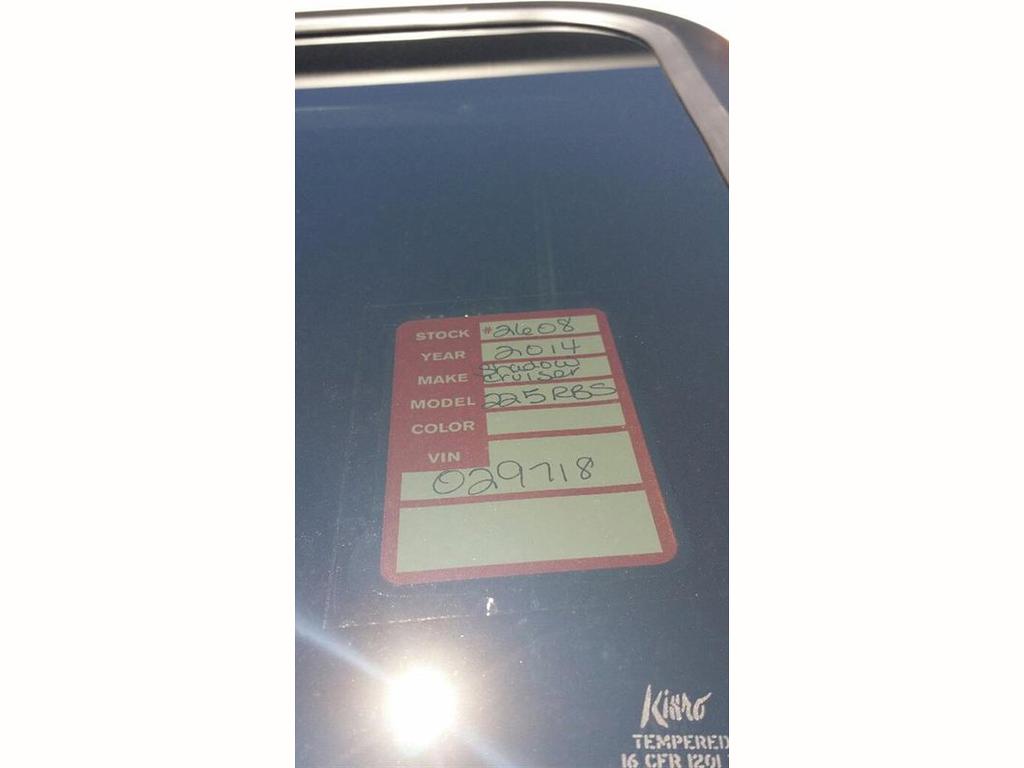 STOCK #2608
YEAR 2014
MAKE Shadow
Cruiser
MODEL 225RBS
COLOR
VIN
029718
Kinro
TEMPERED
16 CFR 1201